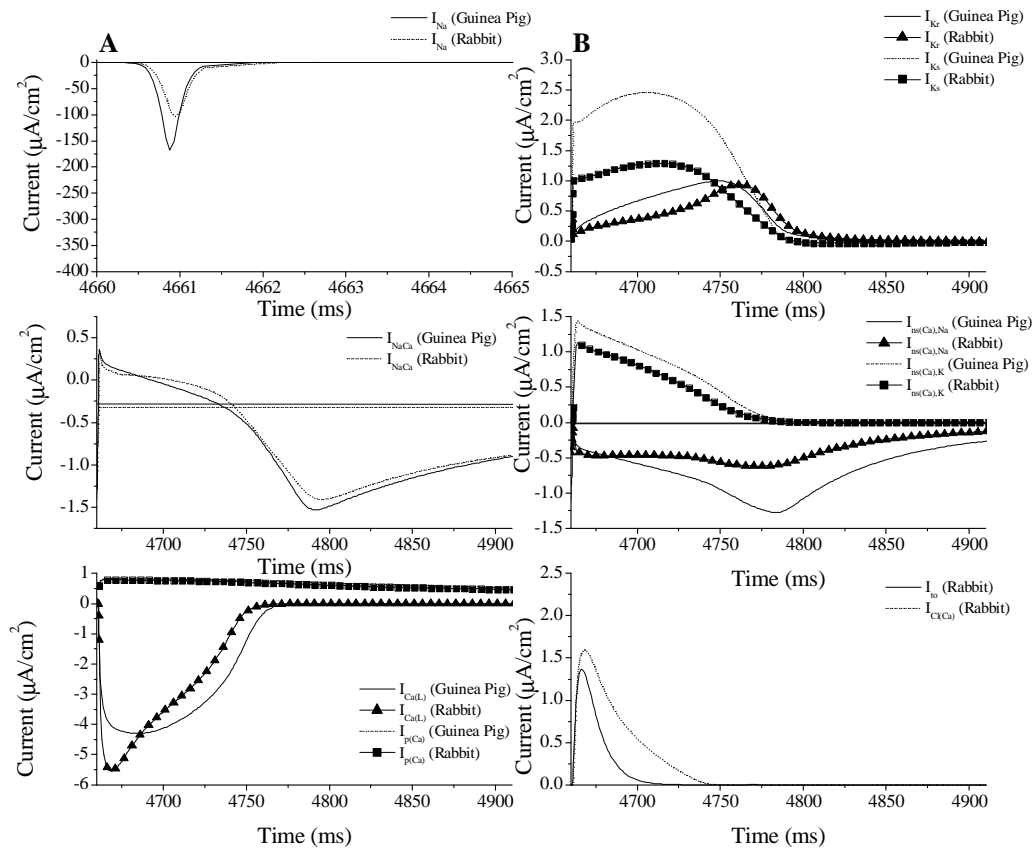 A
I_Na (Guinea Pig)
I_Na (Rabbit)
Current (μA/cm²)
0
-50
-100
-150
-200
-250
-300
-350
-400
4660 4661 4662 4663 4664 4665
Time (ms)
B
I_Kr (Guinea Pig)
I_Kr (Rabbit)
I_Ks (Guinea Pig)
I_Ks (Rabbit)
Current (μA/cm²)
3.0
2.5
2.0
1.5
1.0
0.5
0.0
-0.5
4700 4750 4800 4850 4900
Time (ms)
I_NaCa (Guinea Pig)
I_NaCa (Rabbit)
Current (μA/cm²)
0.5
0.0
-0.5
-1.0
-1.5
4700 4750 4800 4850 4900
Time (ms)
I_ns(Ca),Na (Guinea Pig)
I_ns(Ca),Na (Rabbit)
I_ns(Ca),K (Guinea Pig)
I_ns(Ca),K (Rabbit)
Current (μA/cm²)
1.5
1.0
0.5
0.0
-0.5
-1.0
-1.5
4700 4750 4800 4850 4900
Time (ms)
I_Ca(L) (Guinea Pig)
I_Ca(L) (Rabbit)
I_p(Ca) (Guinea Pig)
I_p(Ca) (Rabbit)
Current (μA/cm²)
1
0
-1
-2
-3
-4
-5
-6
4700 4750 4800 4850 4900
Time (ms)
I_to (Rabbit)
I_Cl(Ca) (Rabbit)
Current (μA/cm²)
2.5
2.0
1.5
1.0
0.5
0.0
4700 4750 4800 4850 4900
Time (ms)